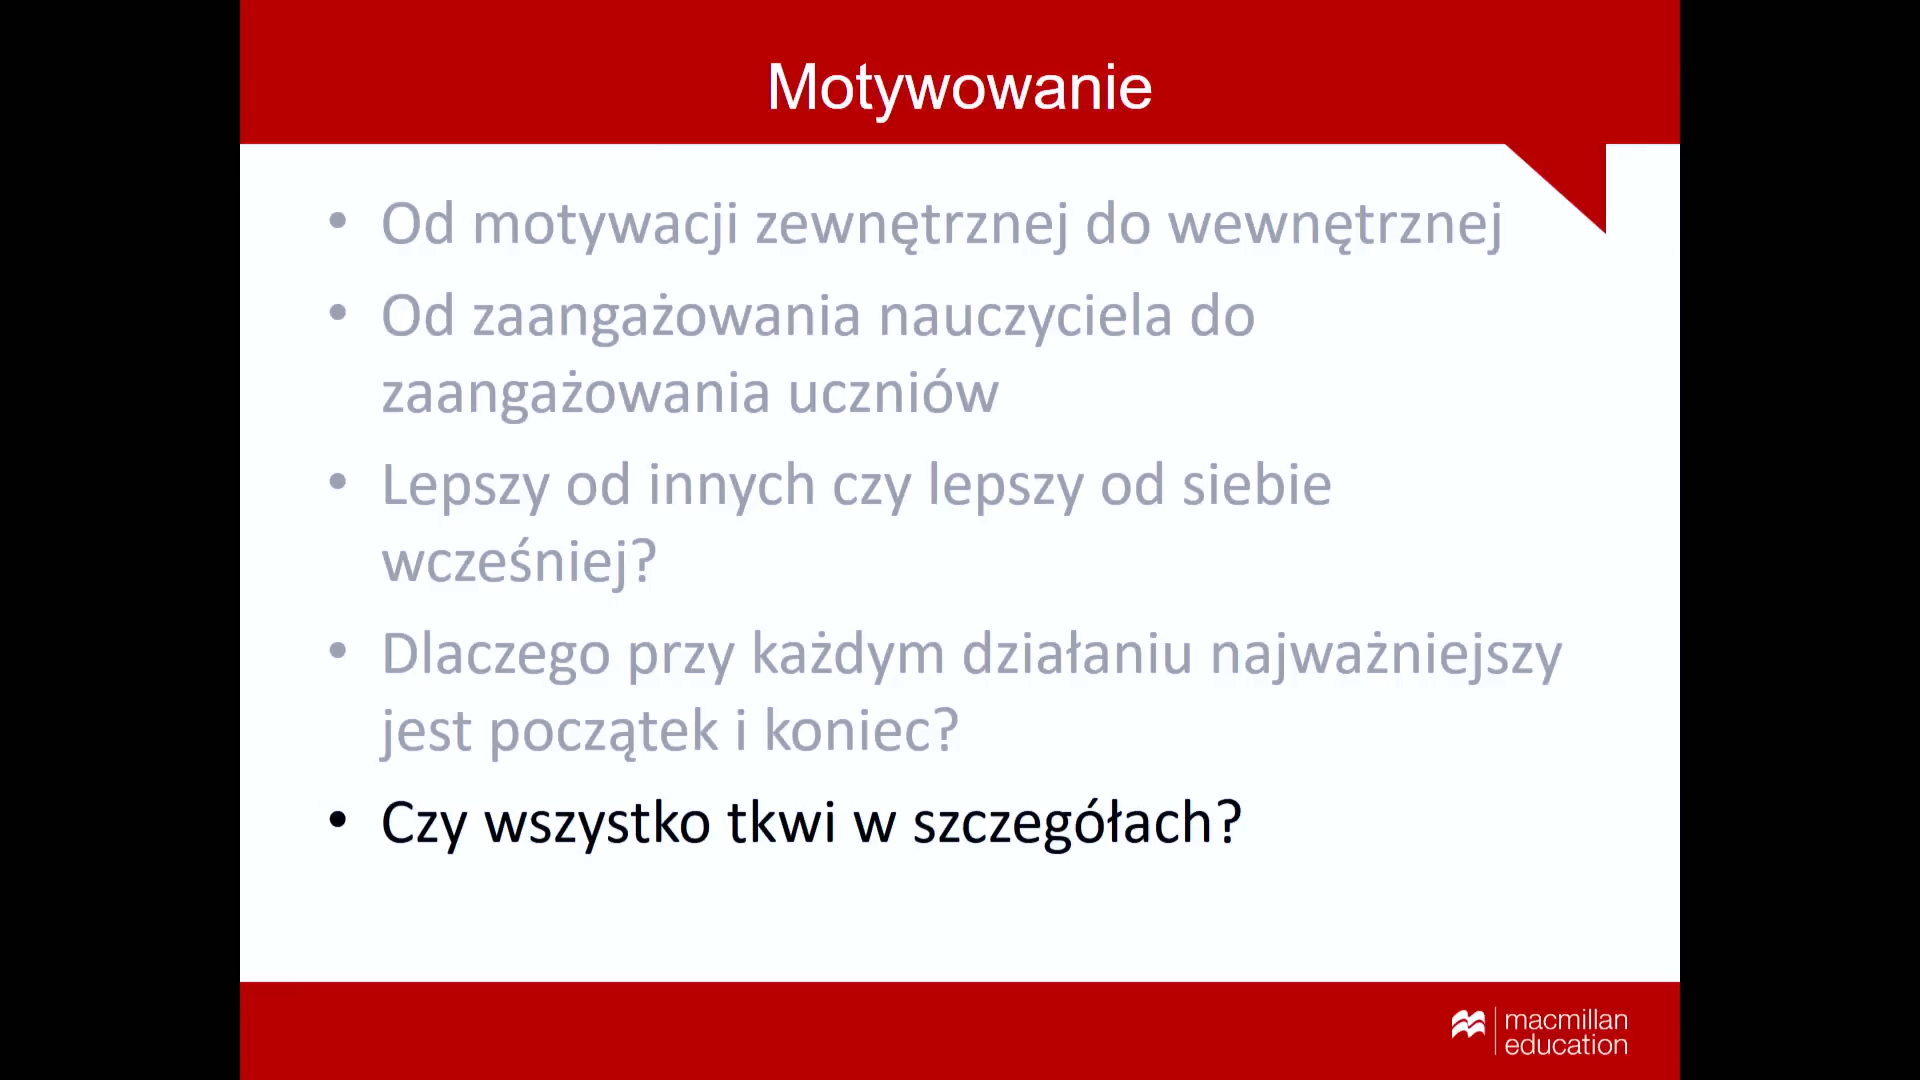 Motywowanie
• Od motywacji zewnętrznej do wewnętrznej
• Od zaangażowania nauczyciela do
zaangażowania uczniów
• Lepszy od innych czy lepszy od siebie
wcześniej?
• Dlaczego przy każdym działaniu najważniejszy
jest początek i koniec?
• Czy wszystko tkwi w szczegółach?
macmillan
education